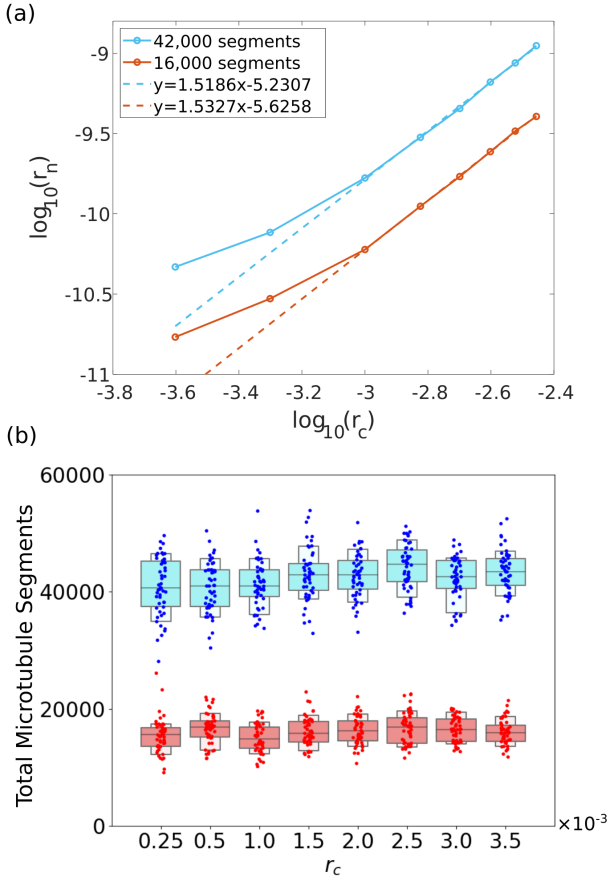 (a)
42,000 segments
16,000 segments
y=1.5186x-5.2307
y=1.5327x-5.6258
-9
-9.5
-10
-10.5
-11
log10(rn)
-3.8 -3.6 -3.4 -3.2 -3 -2.8 -2.6 -2.4
log10(rc)
(b)
60000
40000
20000
0
Total Microtubule Segments
0.25 0.5 1.0 1.5 2.0 2.5 3.0 3.5
×10⁻³
rc